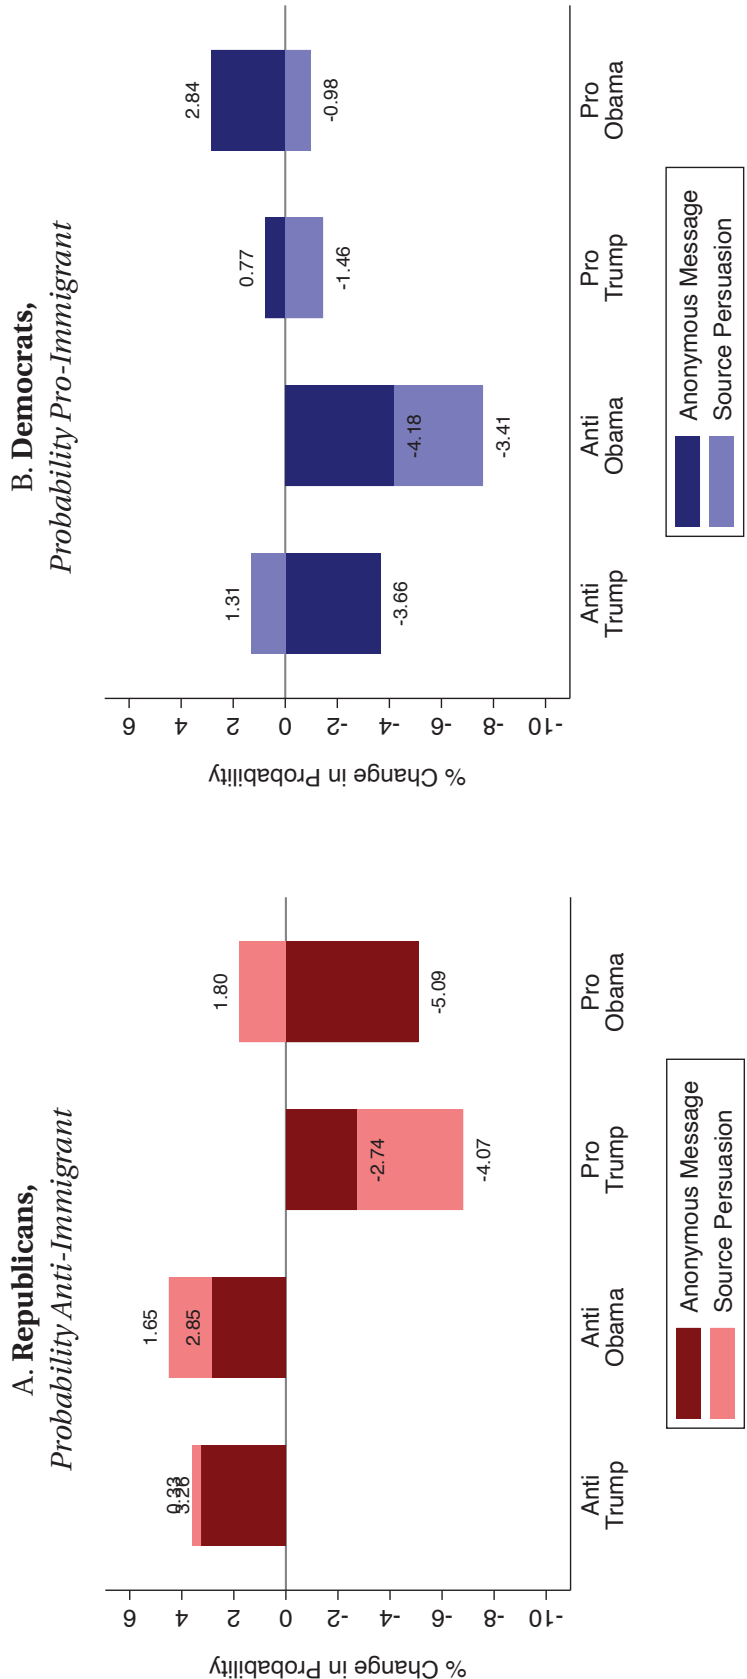 A. Republicans,
Probability Anti-Immigrant
% Change in Probability
6
4
2
0
-2
-4
-6
-8
-10
0.33
3.26
1.65
2.85
-2.74
-4.07
1.80
-5.09
Anti
Trump
Anti
Obama
Pro
Trump
Pro
Obama
Anonymous Message
Source Persuasion
B. Democrats,
Probability Pro-Immigrant
% Change in Probability
6
4
2
0
-2
-4
-6
-8
-10
1.31
-3.66
-4.18
-3.41
0.77
-1.46
2.84
-0.98
Anti
Trump
Anti
Obama
Pro
Trump
Pro
Obama
Anonymous Message
Source Persuasion